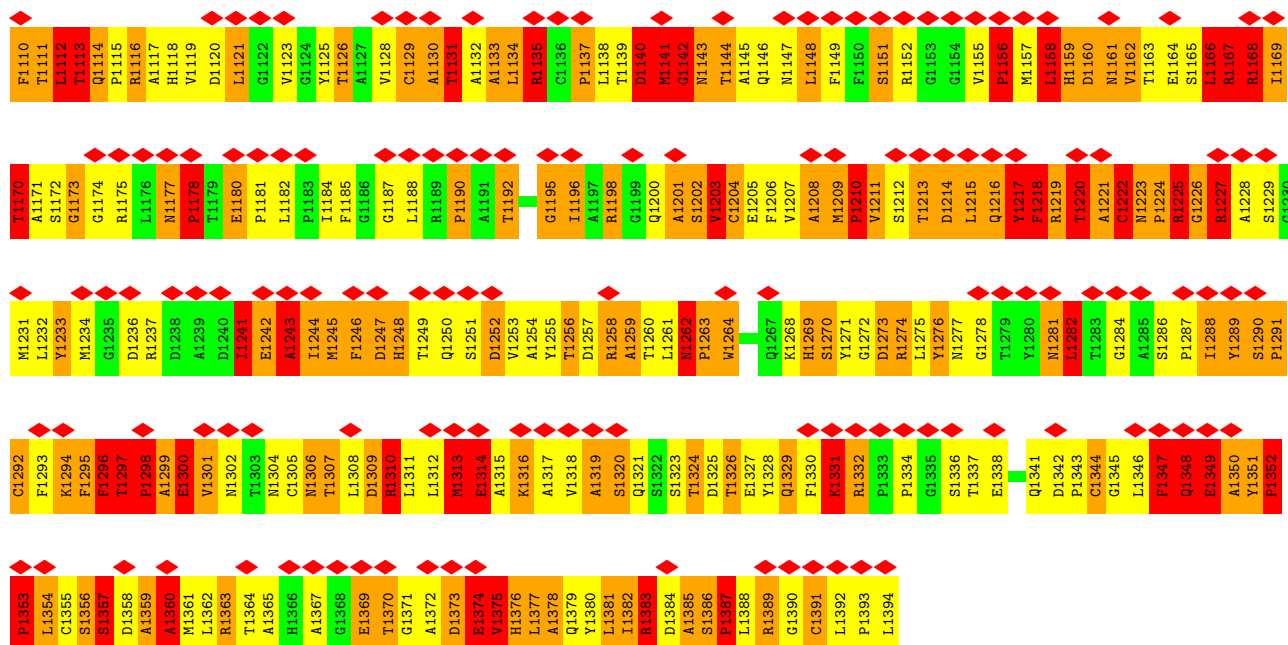 F1110 T1111 L1112 T1113 Q1114 P1115 R1116 A1117 H1118 V1119 D1120 L1121 G1122 V1123 G1124 Y1125 T1126 A1127 V1128 C1129 A1130 T1131 A1132 A1133 L1134 R1135 C1136 P1137 L1138 T1139 D1140 M1141 G1142 N1143 T1144 A1145 Q1146 N1147 L1148 F1149 F1150 S1151 R1152 G1153 G1154 V1155 P1156 M1157 L1158 H1159 D1160 N1161 V1162 T1163 E1164 S1165 L1166 R1167 R1168 I1169
T1170 A1171 S1172 G1173 G1174 R1175 L1176 N1177 P1178 T1179 E1180 P1181 L1182 P1183 I1184 F1185 G1186 G1187 L1188 R1189 P1190 A1191 T1192 G1195 I1196 A1197 R1198 G1199 Q1200 A1201 S1202 V1203 C1204 E1205 F1206 V1207 A1208 M1209 P1210 V1211 S1212 T1213 D1214 L1215 Q1216 Y1217 F1218 R1219 T1220 A1221 C1222 N1223 P1224 R1225 G1226 R1227 A1228 S1229 G1230
M1231 L1232 Y1233 M1234 G1235 D1236 R1237 D1238 A1239 D1240 I1241 E1242 A1243 I1244 M1245 F1246 D1247 H1248 T1249 Q1250 S1251 D1252 V1253 A1254 Y1255 T1256 D1257 R1258 A1259 T1260 L1261 N1262 P1263 W1264 Q1267 K1268 H1269 S1270 Y1271 G1272 D1273 R1274 L1275 Y1276 N1277 G1278 T1279 Y1280 N1281 L1282 T1283 G1284 A1285 S1286 P1287 I1288 Y1289 S1290 P1291
C1292 F1293 K1294 F1295 F1296 T1297 P1298 A1299 E1300 V1301 N1302 T1303 N1304 C1305 N1306 T1307 L1308 D1309 R1310 L1311 L1312 M1313 E1314 A1315 K1316 A1317 V1318 A1319 S1320 Q1321 S1322 S1323 T1324 D1325 T1326 E1327 Y1328 Q1329 F1330 K1331 R1332 P1333 P1334 G1335 S1336 T1337 E1338 Q1341 D1342 P1343 C1344 G1345 L1346 F1347 Q1348 E1349 A1350 Y1351 P1352
P1353 L1354 C1355 S1356 S1357 D1358 A1359 A1360 M1361 L1362 R1363 T1364 A1365 H1366 A1367 G1368 E1369 T1370 G1371 A1372 D1373 E1374 V1375 H1376 L1377 A1378 Q1379 Y1380 L1381 I1382 R1383 D1384 A1385 S1386 P1387 L1388 R1389 G1390 C1391 L1392 P1393 L1394